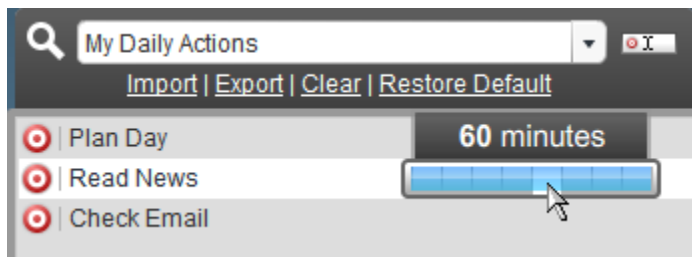 My Daily Actions
Import | Export | Clear | Restore Default
Plan Day
60 minutes
Read News
Check Email